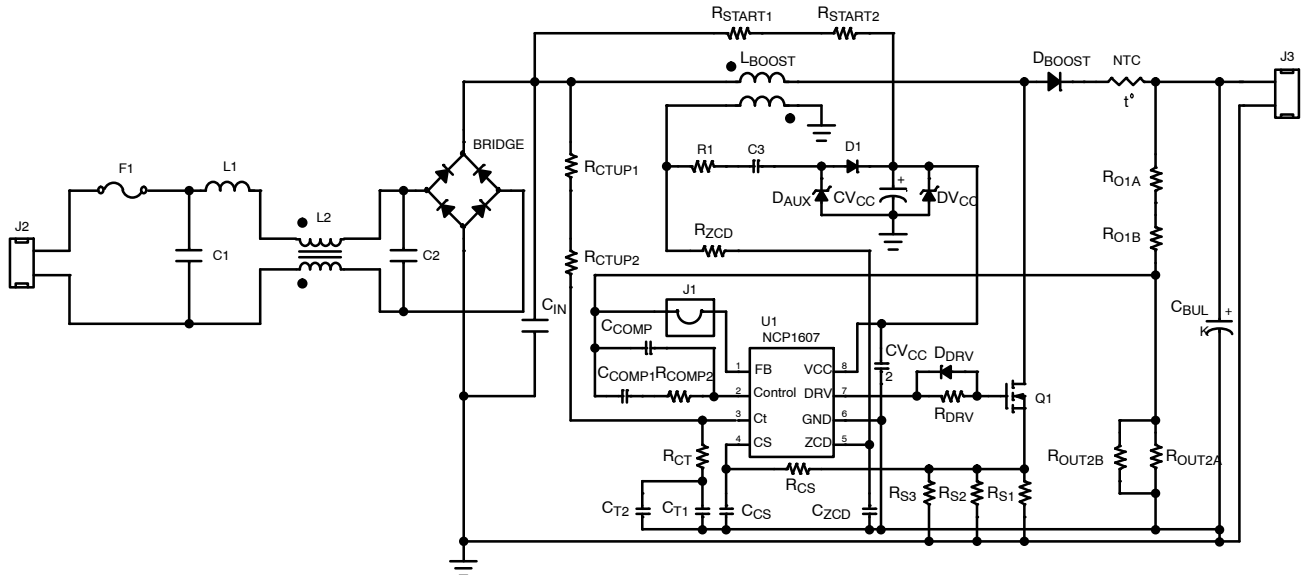 RSTART1
RSTART2
LBOOST
DBOOST
NTC
t°
J3
BRIDGE
R1
C3
D1
F1
L1
RCTUP1
DAUX
CVCC
+
DVCC
RO1A
J2
L2
RZCD
RO1B
C1
C2
RCTUP2
J1
CIN
CCOMP
U1
NCP1607
CBUL
K
+
CCOMP1
RCOMP2
1
FB
VCC
8
CVCC
2
DDRV
2
Control
DRV
7
RDRV
Q1
3
Ct
GND
6
4
CS
ZCD
5
RCT
RCS
ROUT2B
ROUT2A
CT2
CT1
CCS
CZCD
RS3
RS2
RS1